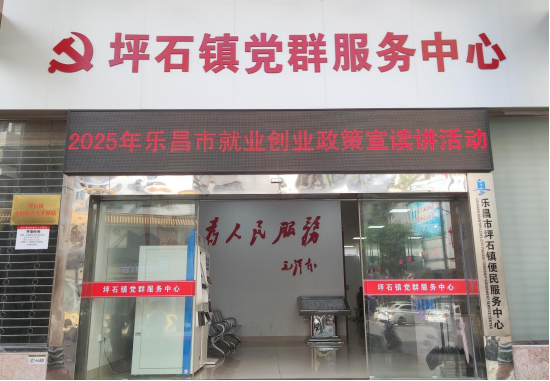 坪石镇党群服务中心
2025年乐昌市就业创业政策宣读讲活动
为人民服务
毛泽东
坪石镇党群服务中心
坪石镇党群服务中心
乐昌市坪石镇便民服务中心